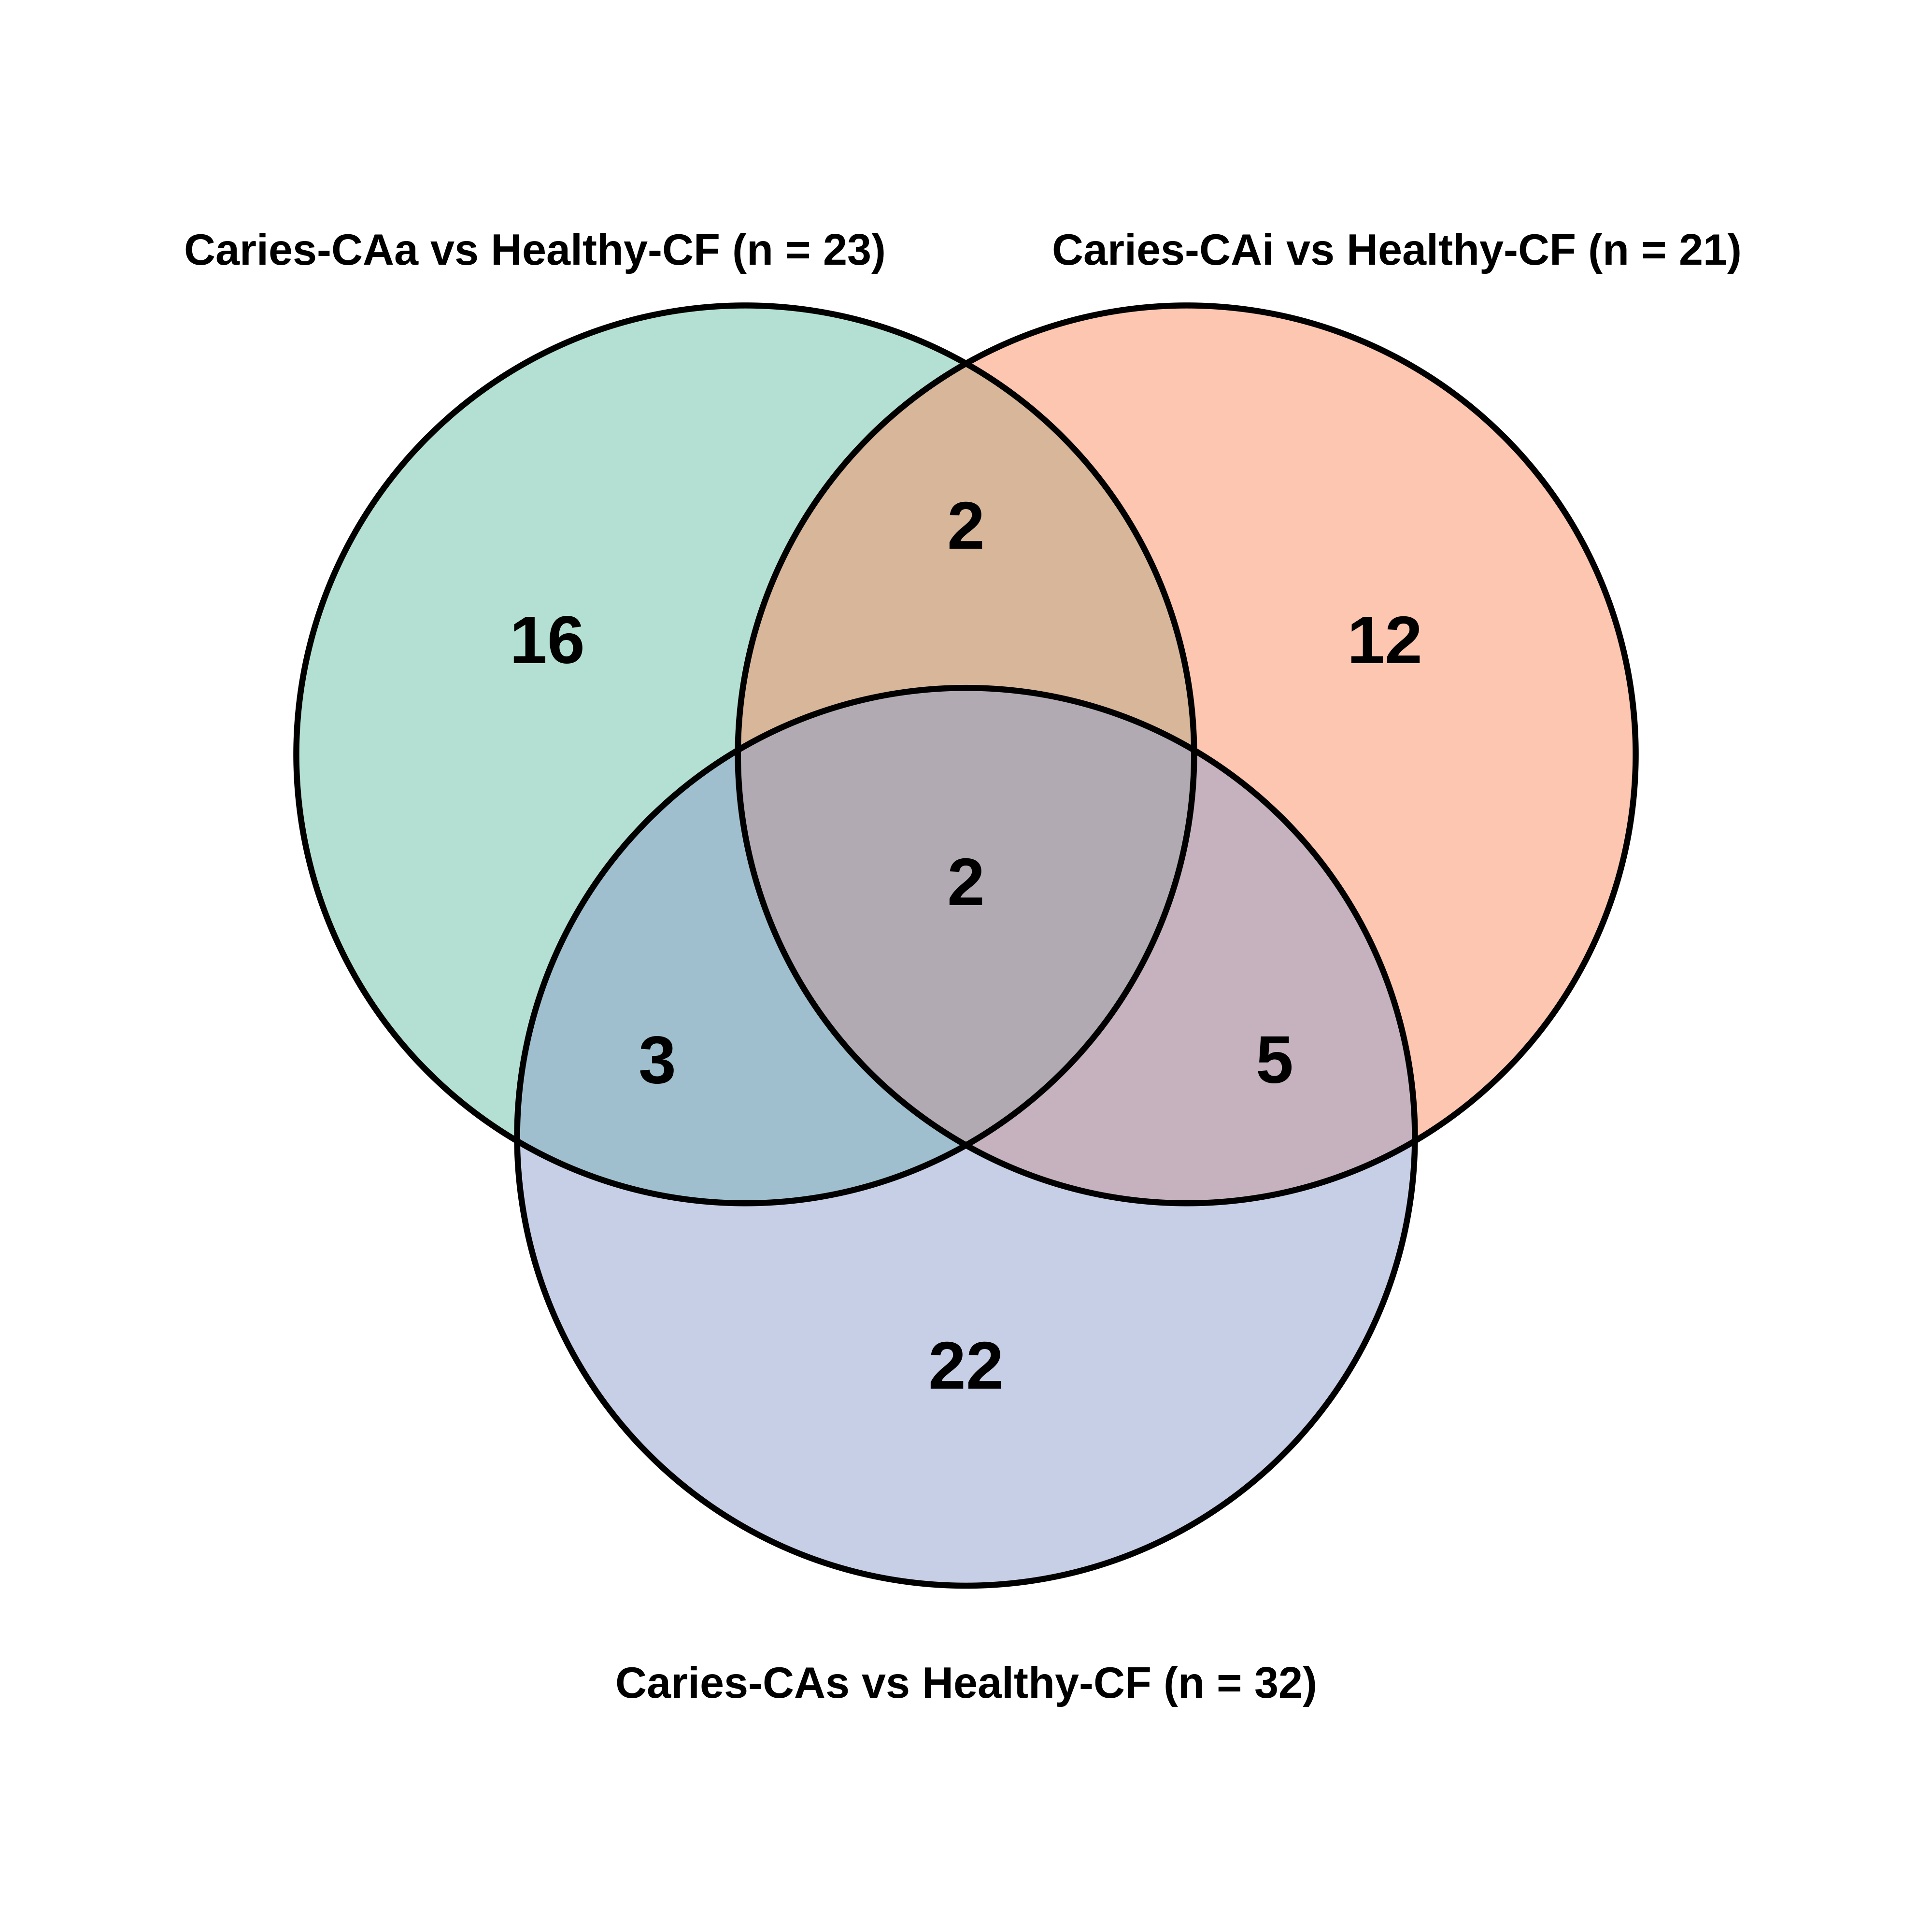 Caries-CAa vs Healthy-CF (n = 23)
Caries-CAi vs Healthy-CF (n = 21)
2
16
12
2
3
5
22
Caries-CAs vs Healthy-CF (n = 32)